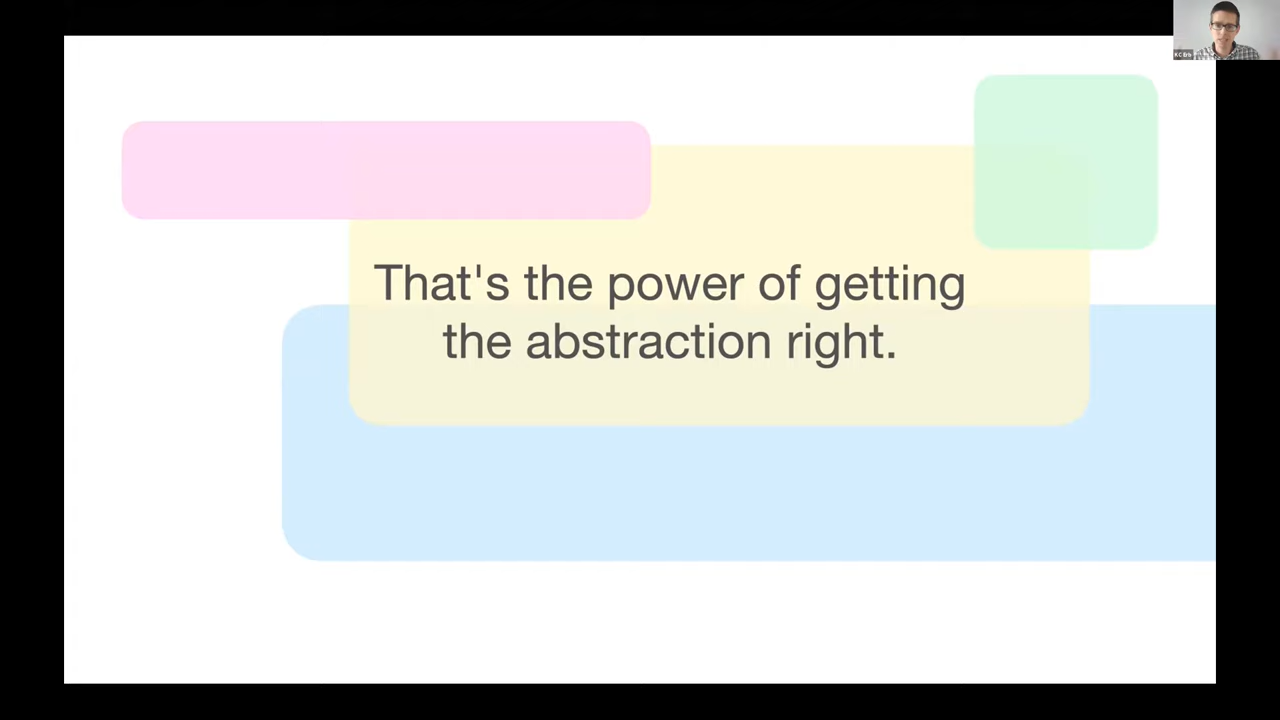 That's the power of getting
the abstraction right.